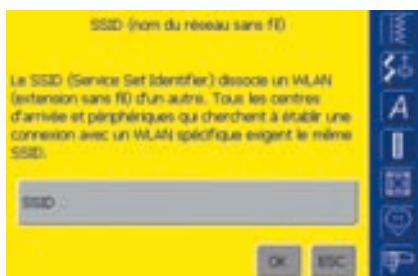 SSID (nom du réseau sans fil)
Le SSID (Service Set Identifier) dissocie un WLAN
(extension sans fil) d'un autre. Tous les centres
d'arrivée et périphériques qui cherchent à établir une
connexion avec un WLAN spécifique exigent le même
SSID.
SSID
OK ESC
A